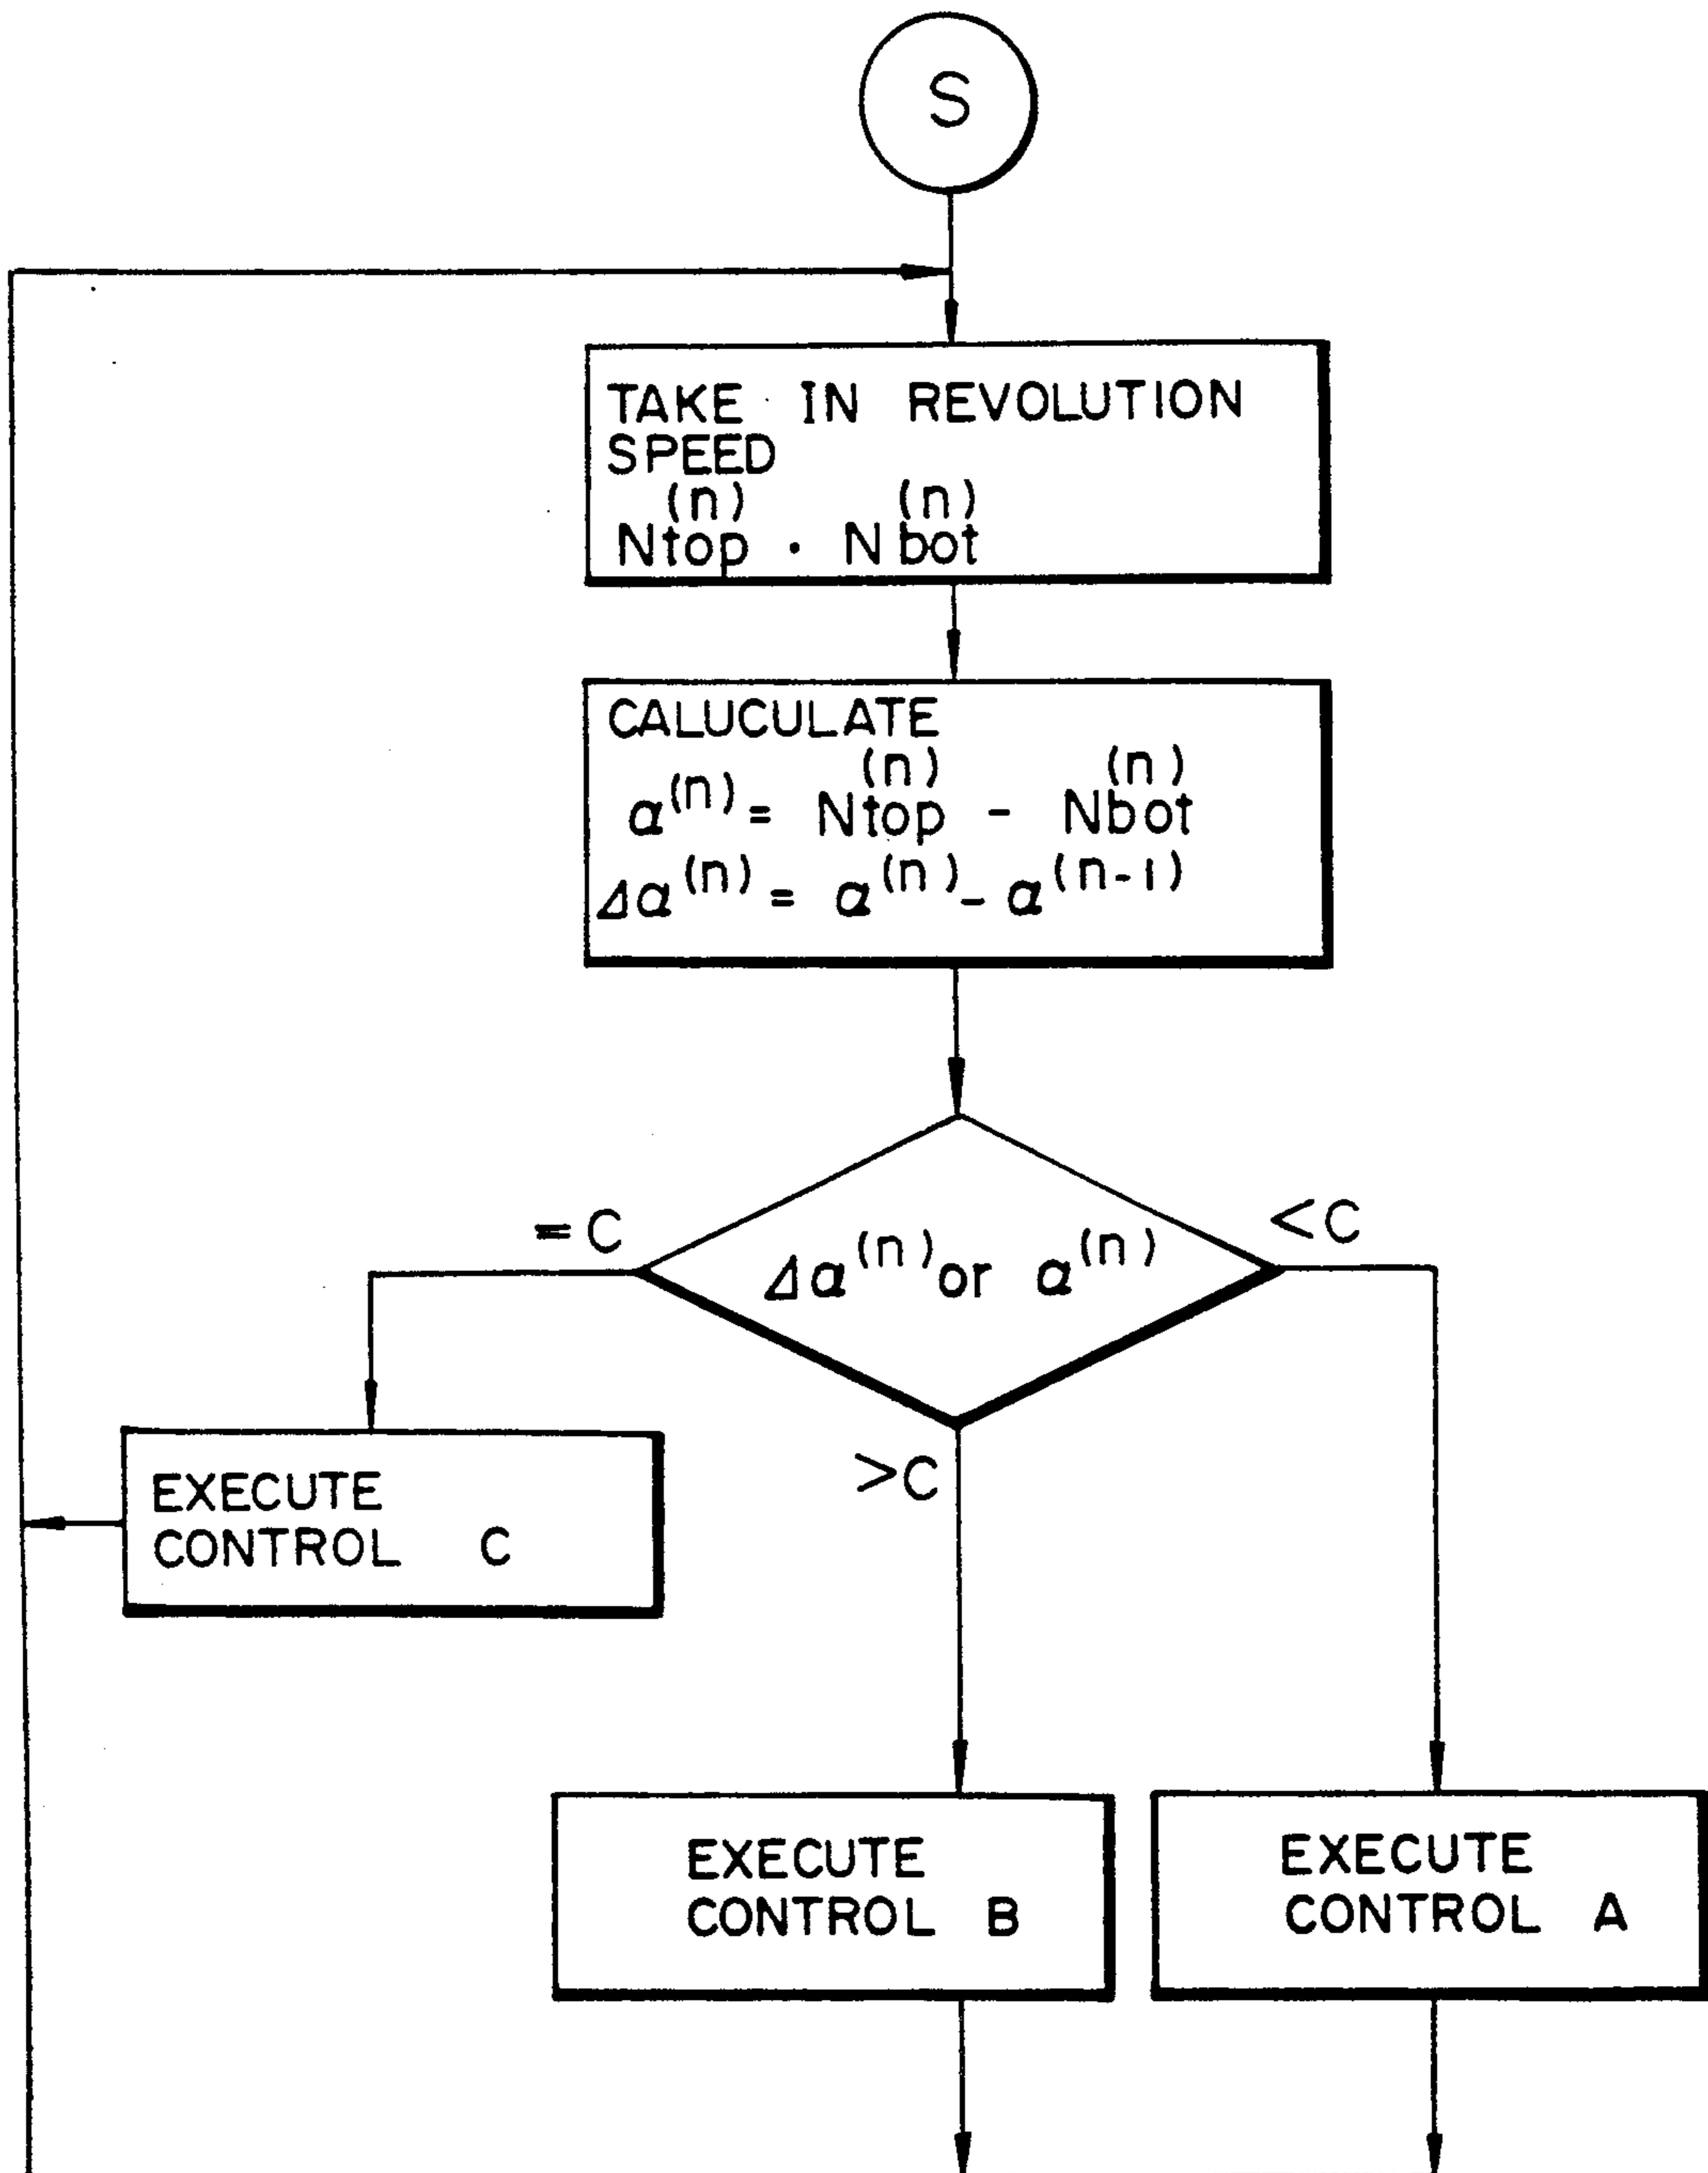 S
TAKE IN REVOLUTION
SPEED
(n) (n)
Ntop · Nbot
CALUCULATE
(n) (n)
α(n) = Ntop - Nbot
Δα(n) = α(n) - α(n-1)
=C
<C
Δα(n) or α(n)
>C
EXECUTE
CONTROL C
EXECUTE
CONTROL B
EXECUTE
CONTROL A